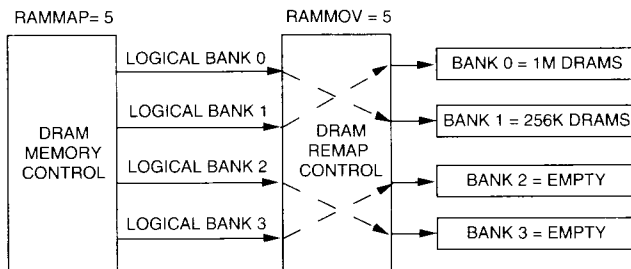 RAMMAP= 5
RAMMOV = 5
LOGICAL BANK 0
LOGICAL BANK 1
LOGICAL BANK 2
LOGICAL BANK 3
DRAM
MEMORY
CONTROL
DRAM
REMAP
CONTROL
BANK 0 = 1M DRAMS
BANK 1 = 256K DRAMS
BANK 2 = EMPTY
BANK 3 = EMPTY